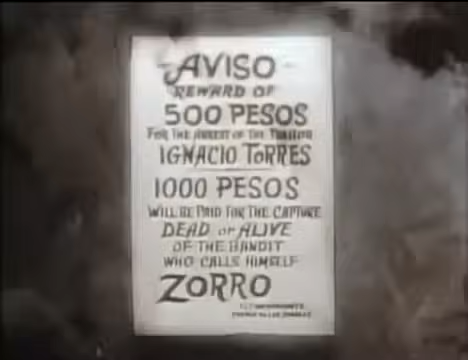 -AVISO-
REWARD OF
500 PESOS
FOR THE ARREST OF THE TRAITOR
IGNACIO TORRES
1000 PESOS
WILL BE PAID FOR THE CAPTURE
DEAD or ALIVE
OF THE BANDIT
WHO CALLS HIMSELF
ZORRO